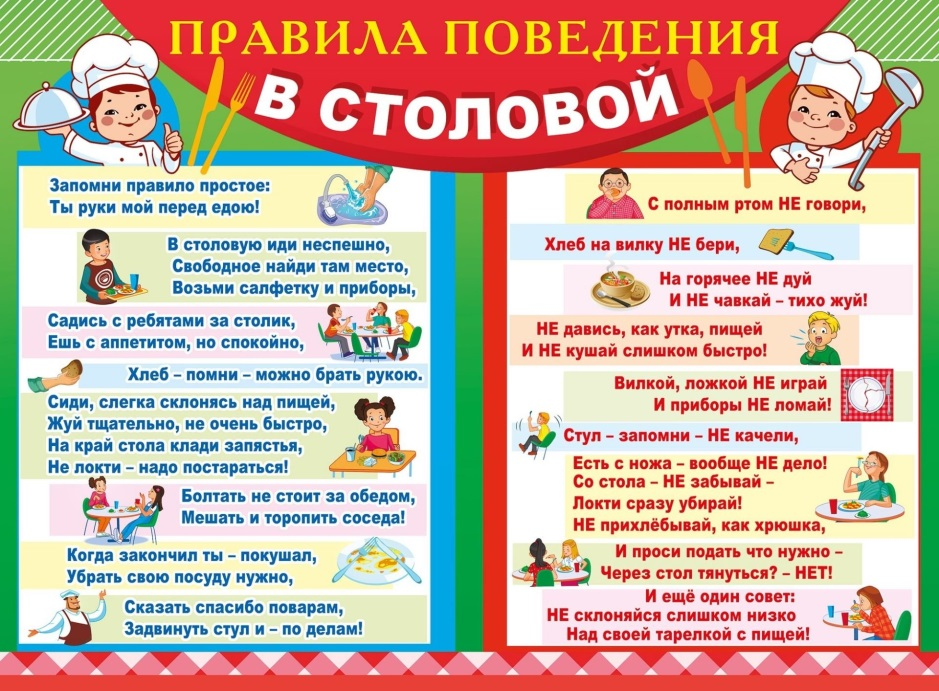 ПРАВИЛА ПОВЕДЕНИЯ
В СТОЛОВОЙ
Запомни правило простое:
Ты руки мой перед едою!
В столовую иди неспешно,
Свободное найди там место,
Возьми салфетку и приборы,
Садись с ребятами за столик,
Ешь с аппетитом, но спокойно,
Хлеб – помни – можно брать рукою.
Сиди, слегка склонясь над пищей,
Жуй тщательно, не очень быстро,
На край стола клади запястья,
Не локти – надо постараться!
Болтать не стоит за обедом,
Мешать и торопить соседа!
Когда закончил ты – покушал,
Убрать свою посуду нужно,
Сказать спасибо поварам,
Задвинуть стул и – по делам!
С полным ртом НЕ говори,
Хлеб на вилку НЕ бери,
На горячее НЕ дуй
И НЕ чавкай – тихо жуй!
НЕ давись, как утка, пищей
И НЕ кушай слишком быстро!
Вилкой, ложкой НЕ играй
И приборы НЕ ломай!
Стул – запомни – НЕ качели,
Есть с ножа – вообще НЕ дело!
Со стола – НЕ забывай –
Локти сразу убирай!
НЕ прихлёбывай, как хрюшка,
И проси подать что нужно –
Через стол тянуться? – НЕТ!
И ещё один совет:
НЕ склоняйся слишком низко
Над своей тарелкой с пищей!